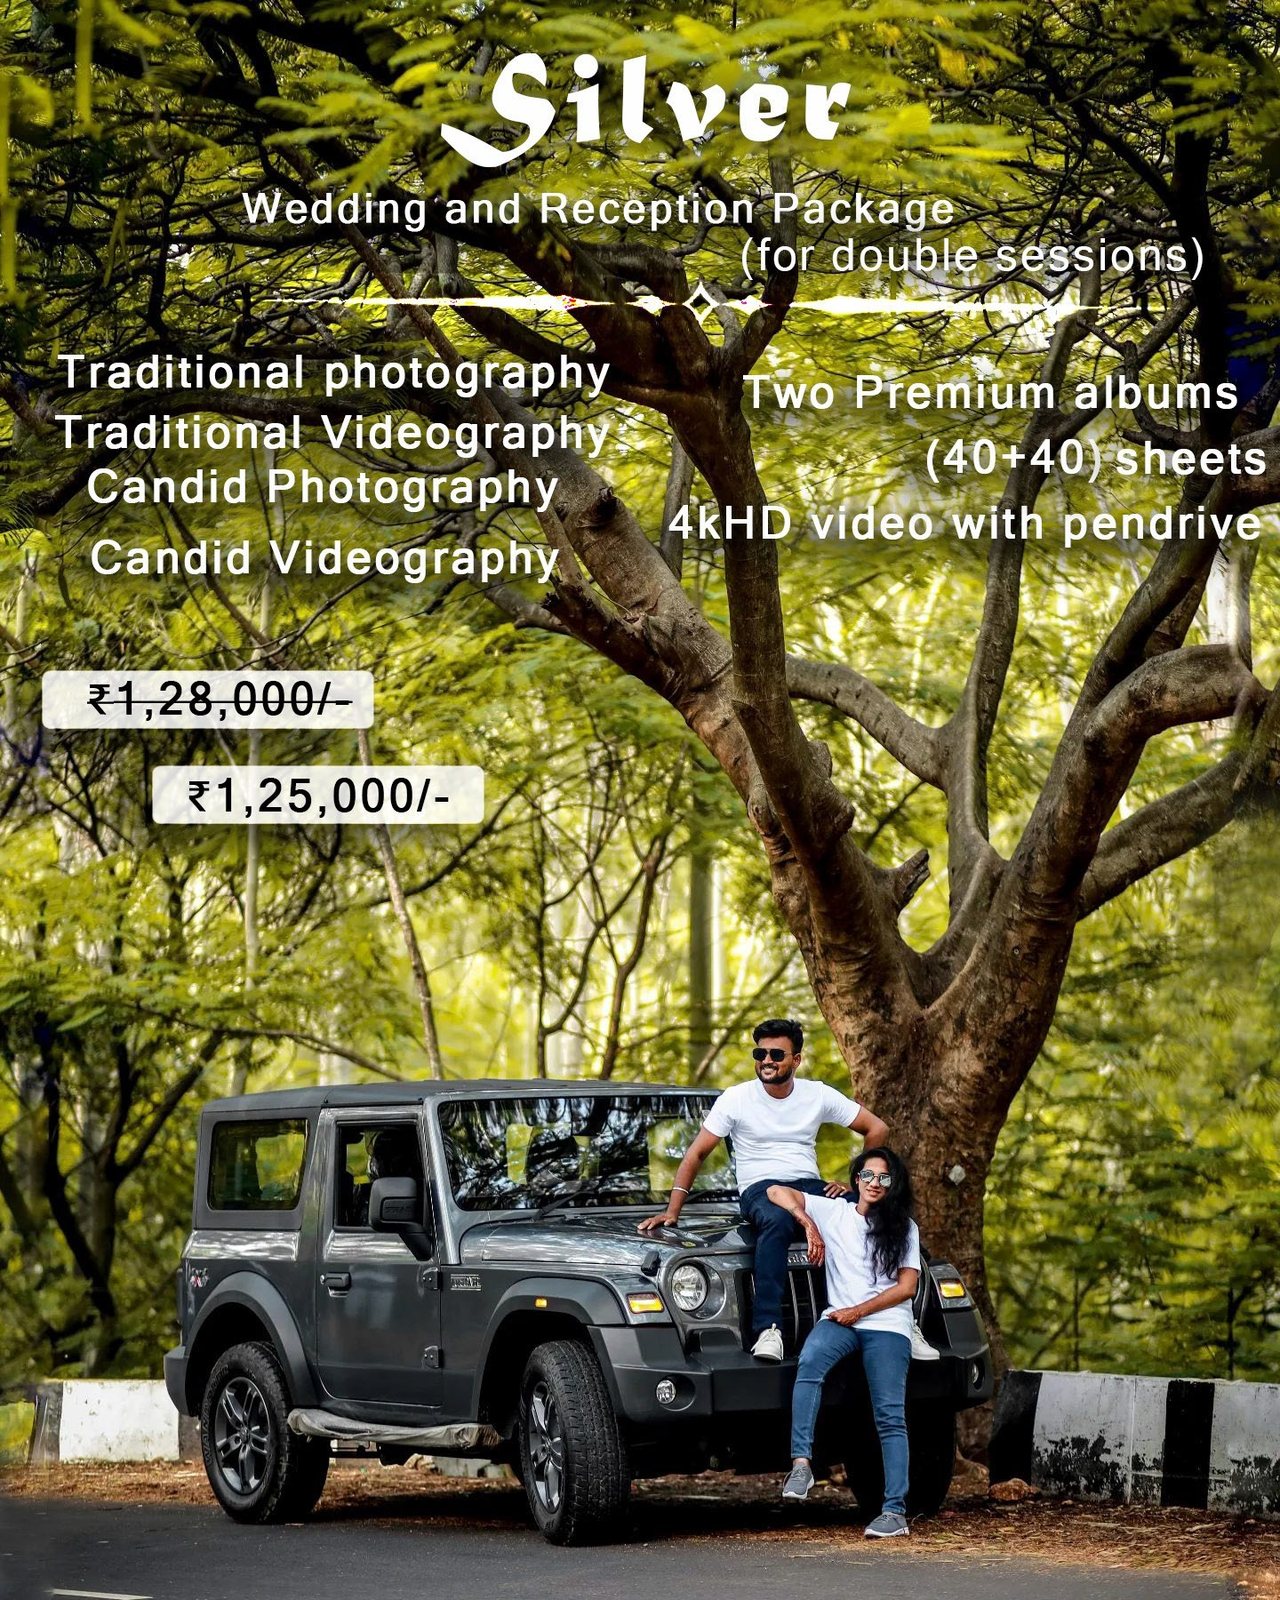 Silver
Wedding and Reception Package
(for double sessions)
Traditional photography
Traditional Videography
Candid Photography
Candid Videography
Two Premium albums
(40+40) sheets
4kHD video with pendrive
₹1,28,000/-
₹1,25,000/-